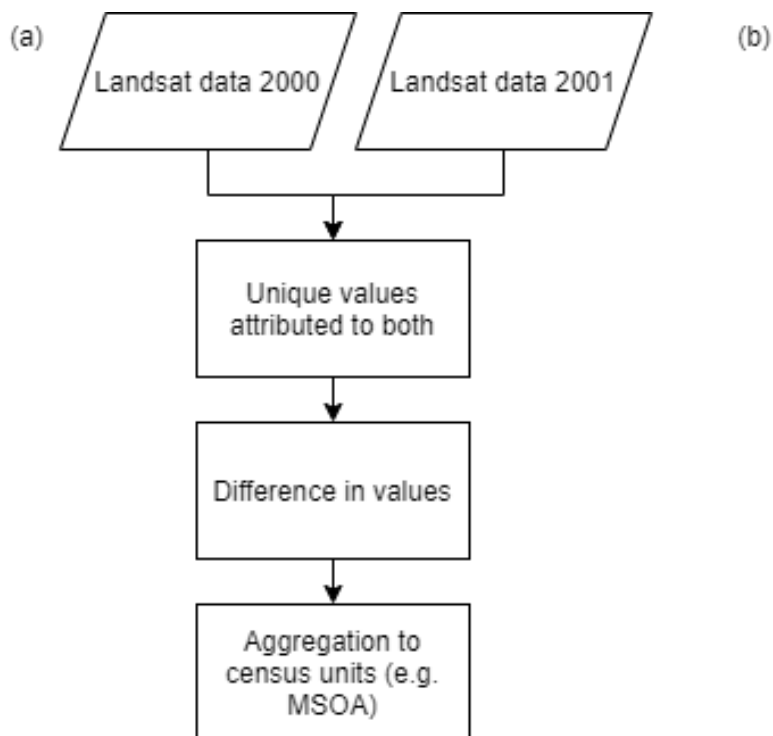 (a)
(b)
Landsat data 2000
Landsat data 2001
Unique values
attributed to both
Difference in values
Aggregation to
census units (e.g.
MSOA)